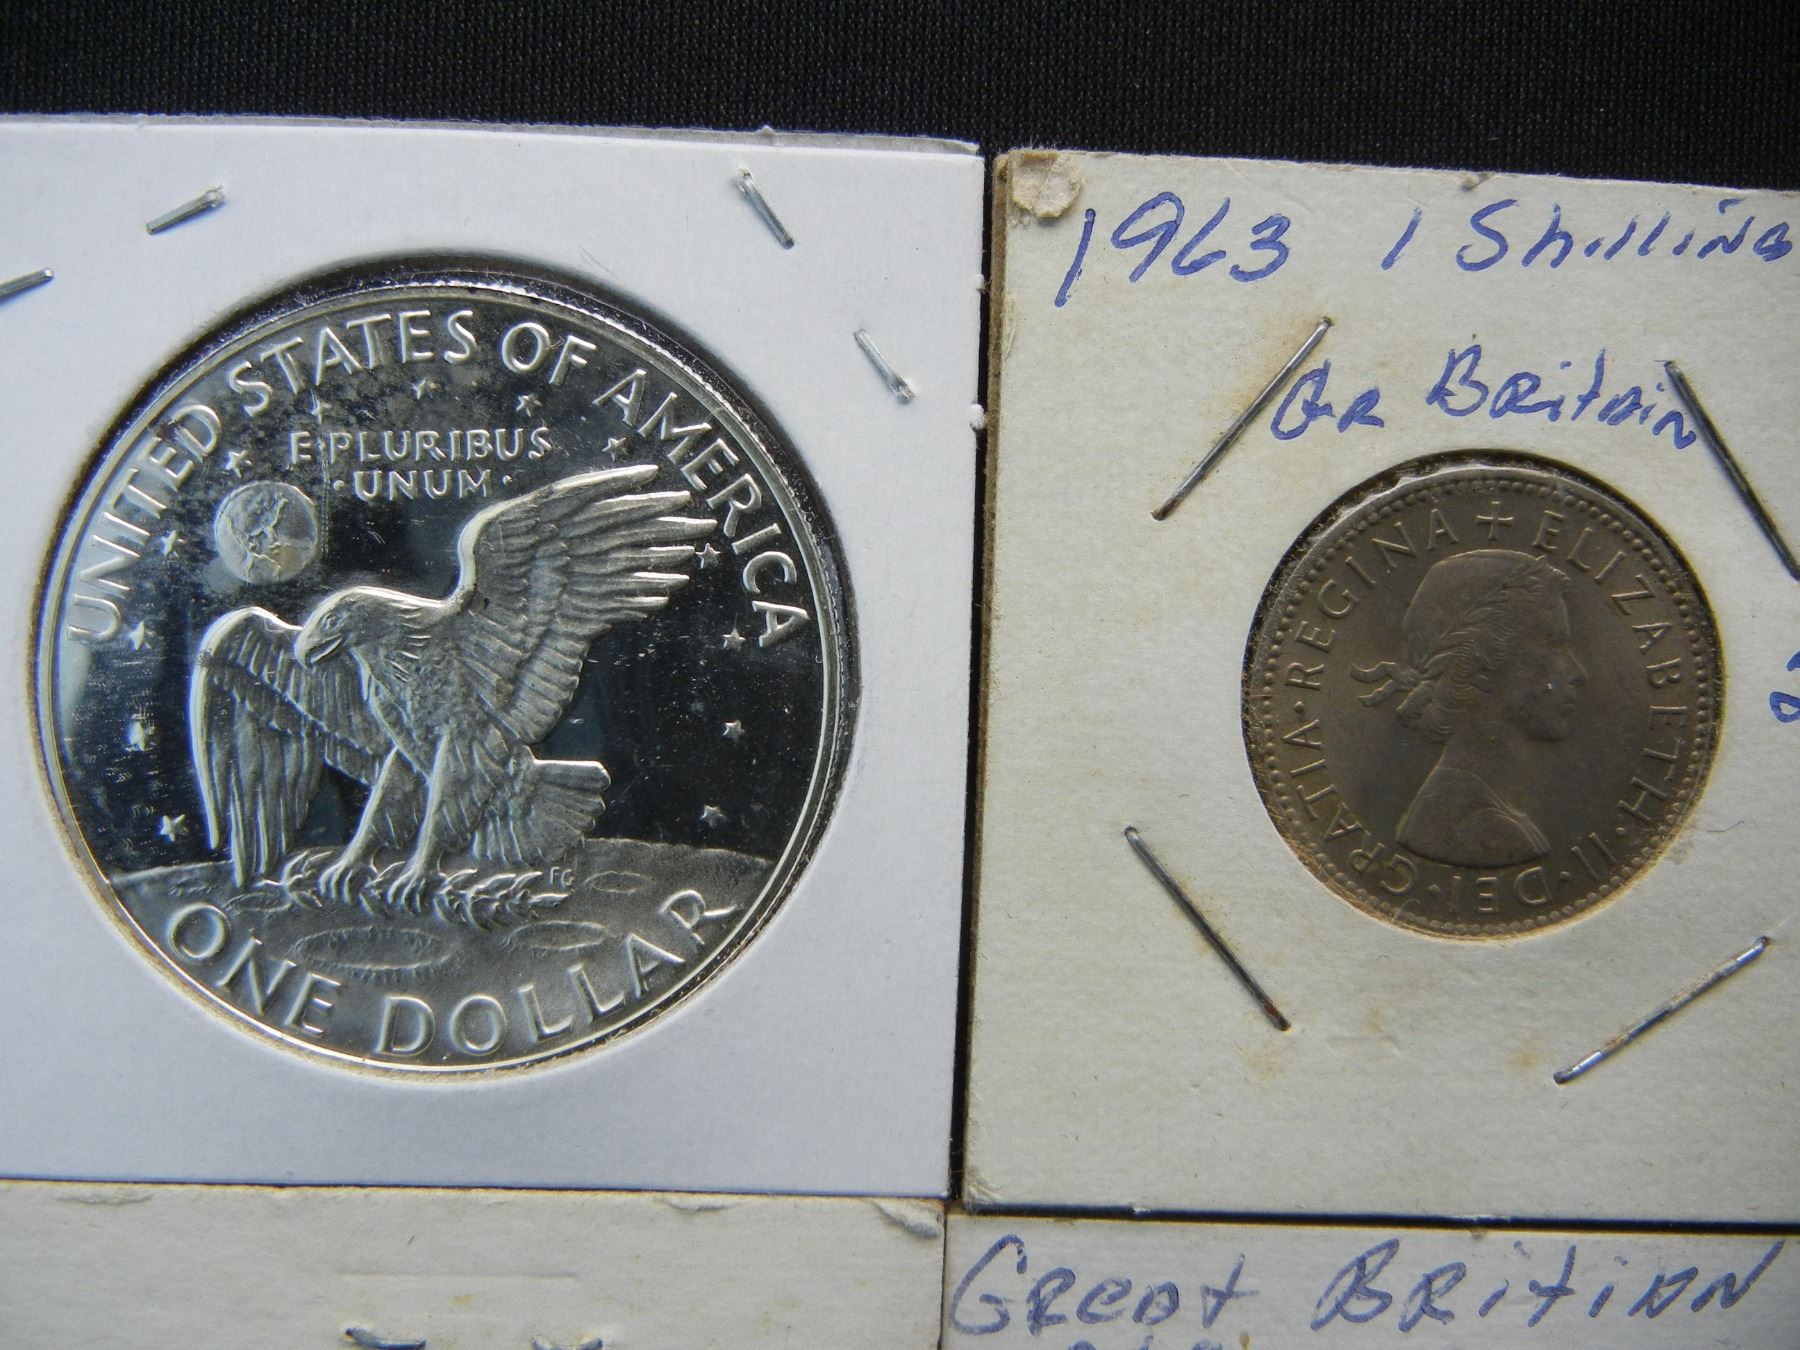 UNITED STATES OF AMERICA
E·PLURIBUS
·UNUM·
FG
ONE DOLLAR
1963 1 Shilling
Gr Britain
+ ELIZABETH·II·DEI·GRATIA·REGINA
Great Britian